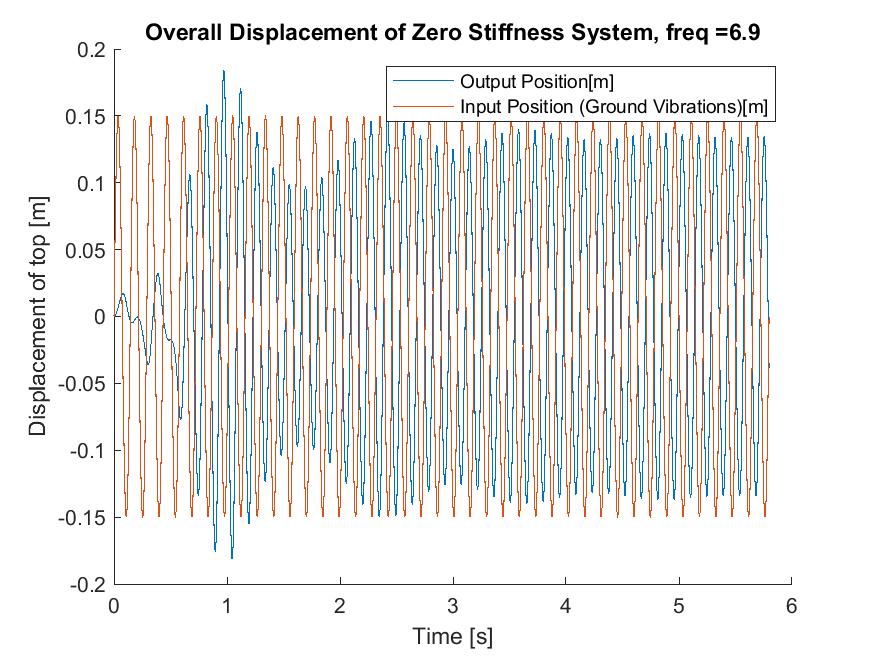 Overall Displacement of Zero Stiffness System, freq =6.9
Output Position[m]
Input Position (Ground Vibrations)[m]
Displacement of top [m]
0.2
0.15
0.1
0.05
0
-0.05
-0.1
-0.15
-0.2
0 1 2 3 4 5 6
Time [s]